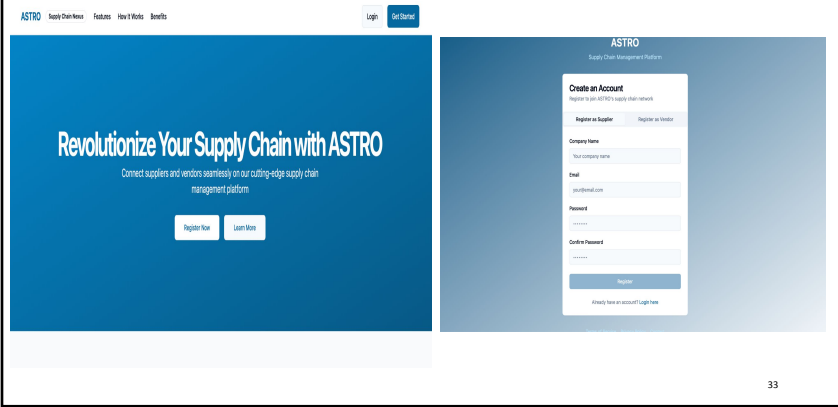 ASTRO Supply Chain Nexus Features How It Works Benefits Login Get Started
Revolutionize Your Supply Chain with ASTRO
Connect suppliers and vendors seamlessly on our cutting-edge supply chain
management platform
Register Now Learn More
ASTRO
Supply Chain Management Platform
Create an Account
Register to join ASTRO's supply chain network
Register as Supplier Register as Vendor
Company Name
Your company name
Email
your@email.com
Password
••••••••
Confirm Password
••••••••
Register
Already have an account? Login here
33